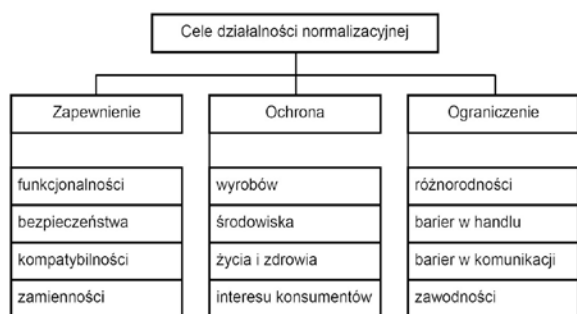 Cele działalności normalizacyjnej
Zapewnienie
funkcjonalności
bezpieczeństwa
kompatybilności
zamienności
Ochrona
wyrobów
środowiska
życia i zdrowia
interesu konsumentów
Ograniczenie
różnorodności
barier w handlu
barier w komunikacji
zawodności